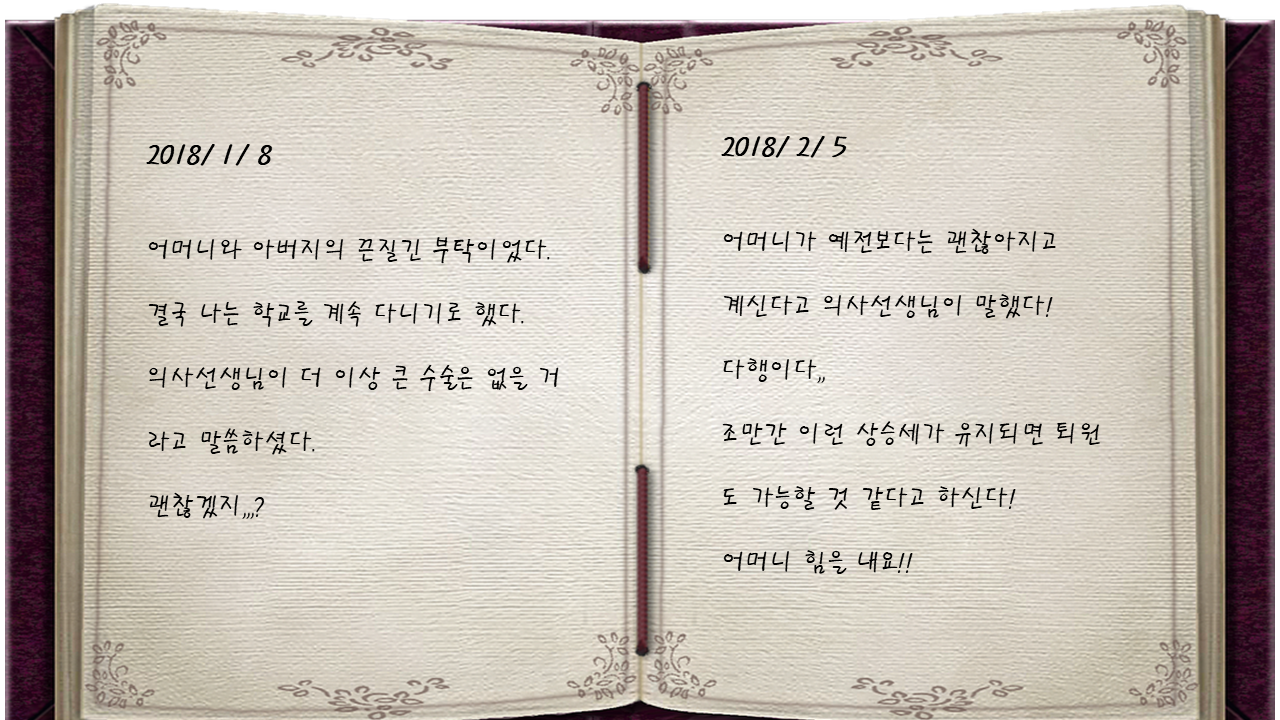 2018/ 1/ 8
어머니와 아버지의 끈질긴 부탁이었다.
결국 나는 학교를 계속 다니기로 했다.
의사선생님이 더 이상 큰 수술은 없을 거
라고 말씀하셨다.
괜찮겠지,,,?
2018/ 2/ 5
어머니가 예전보다는 괜찮아지고
계신다고 의사선생님이 말했다!
다행이다,,
조만간 이런 상승세가 유지되면 퇴원
도 가능할 것 같다고 하신다!
어머니 힘을 내요!!